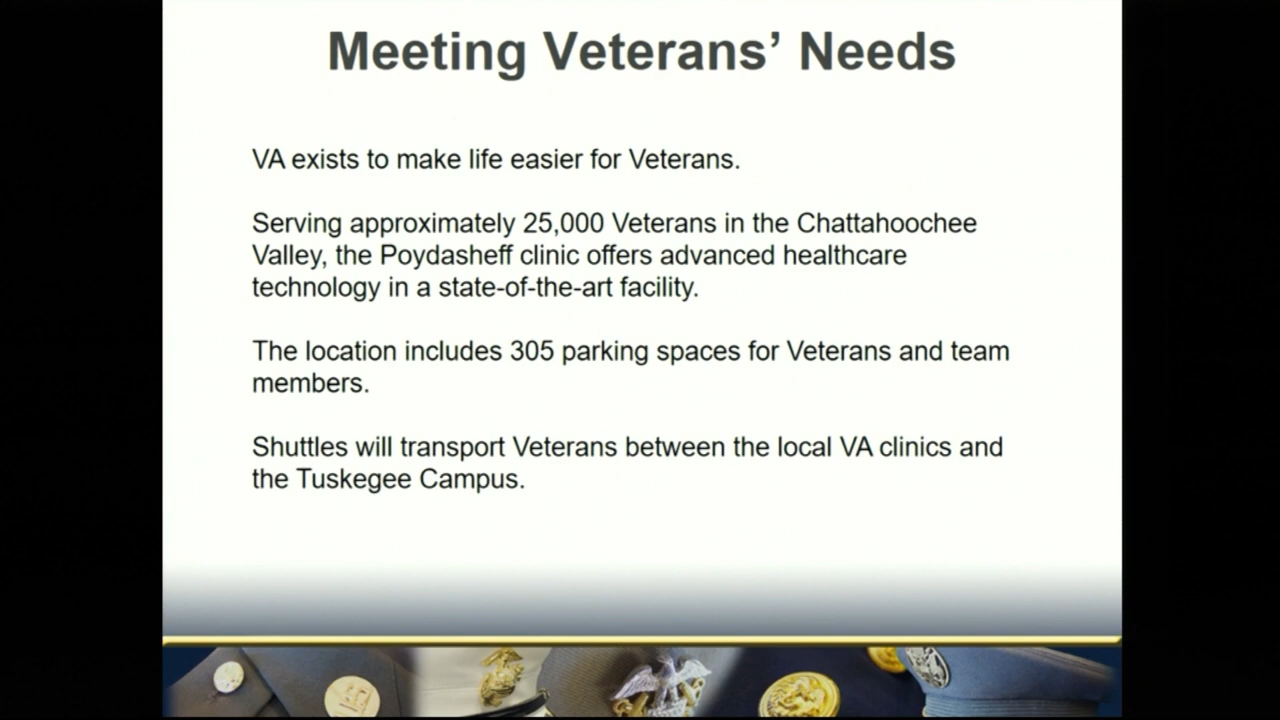 Meeting Veterans’ Needs
VA exists to make life easier for Veterans.
Serving approximately 25,000 Veterans in the Chattahoochee
Valley, the Poydasheff clinic offers advanced healthcare
technology in a state-of-the-art facility.
The location includes 305 parking spaces for Veterans and team
members.
Shuttles will transport Veterans between the local VA clinics and
the Tuskegee Campus.